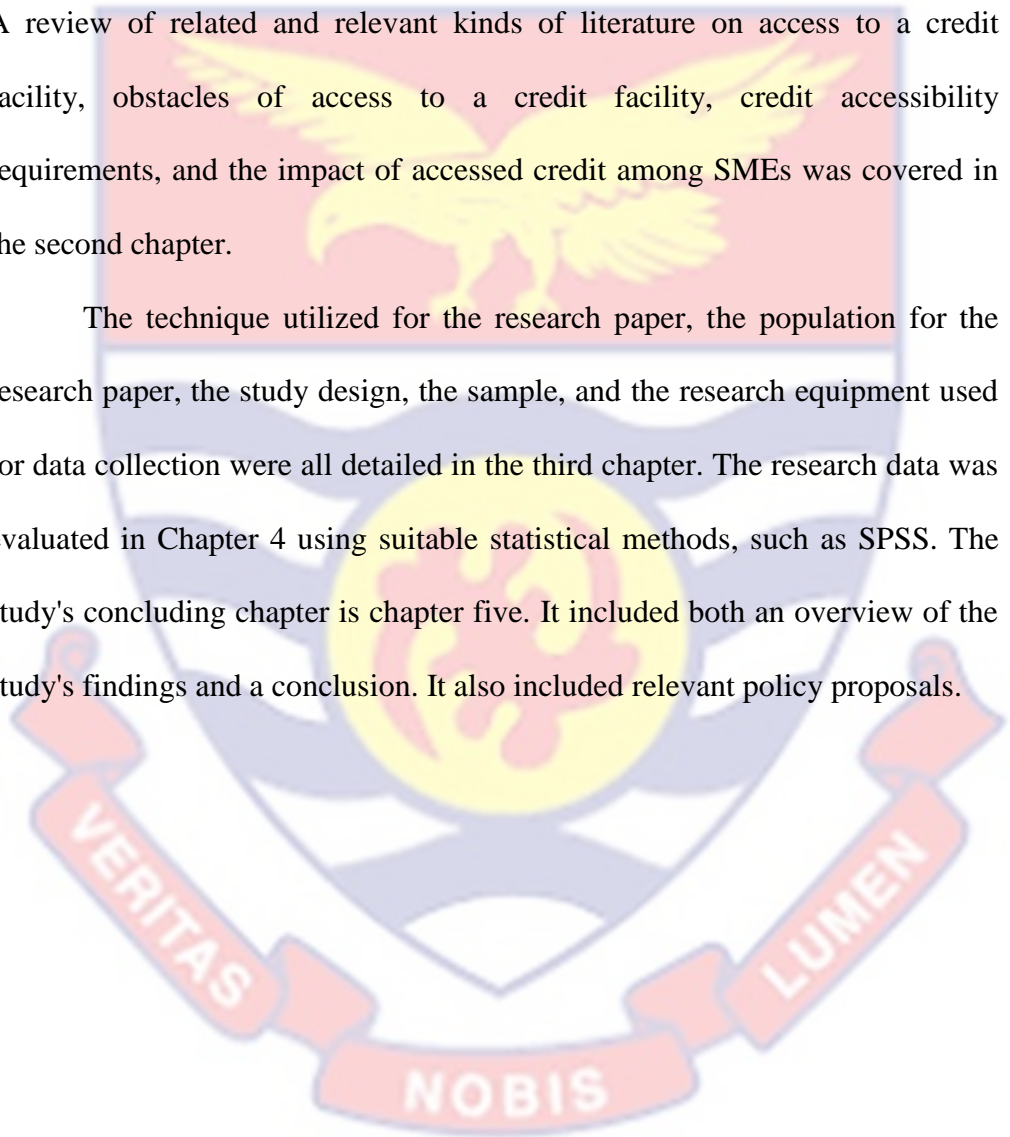 A review of related and relevant kinds of literature on access to a credit
facility, obstacles of access to a credit facility, credit accessibility
requirements, and the impact of accessed credit among SMEs was covered in
the second chapter.
The technique utilized for the research paper, the population for the
research paper, the study design, the sample, and the research equipment used
for data collection were all detailed in the third chapter. The research data was
evaluated in Chapter 4 using suitable statistical methods, such as SPSS. The
study's concluding chapter is chapter five. It included both an overview of the
study's findings and a conclusion. It also included relevant policy proposals.
VERITAS
NOBIS
LUMEN